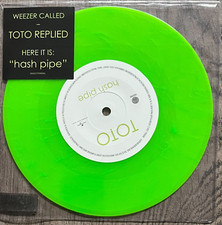 WEEZER CALLED
–
TOTO REPLIED
HERE IT IS:
"hash pipe"
hash pipe
TOTO